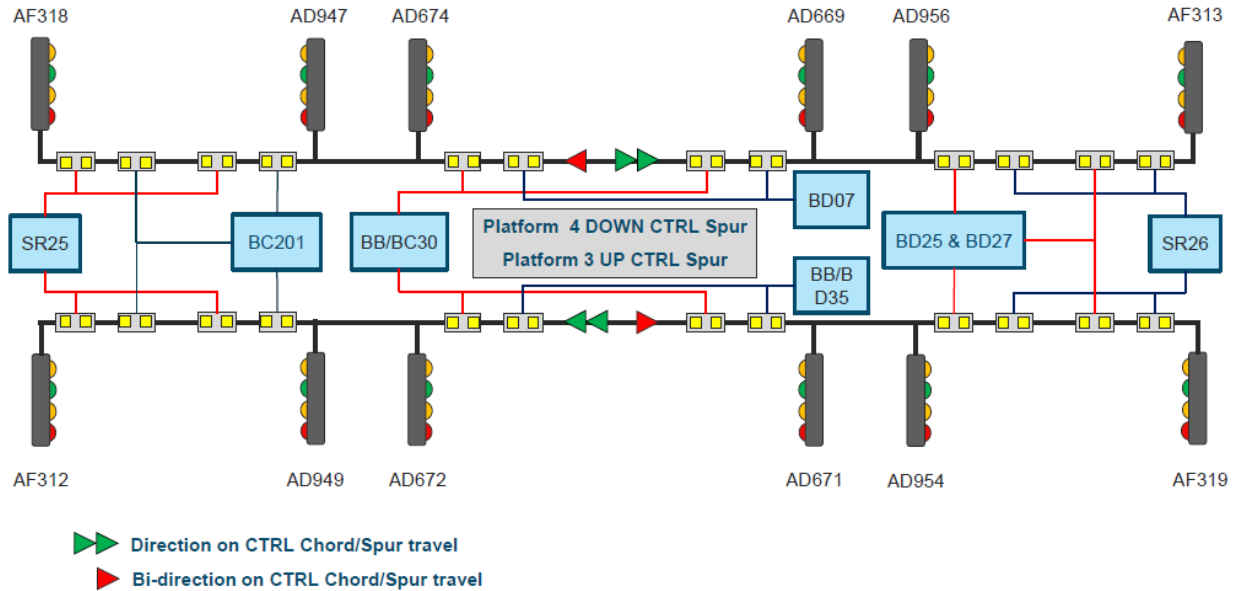 AF318
AD947
AD674
AD669
AD956
AF313
SR25
BC201
BB/BC30
Platform 4 DOWN CTRL Spur
Platform 3 UP CTRL Spur
BD07
BB/B
D35
BD25 & BD27
SR26
AF312
AD949
AD672
AD671
AD954
AF319
Direction on CTRL Chord/Spur travel
Bi-direction on CTRL Chord/Spur travel